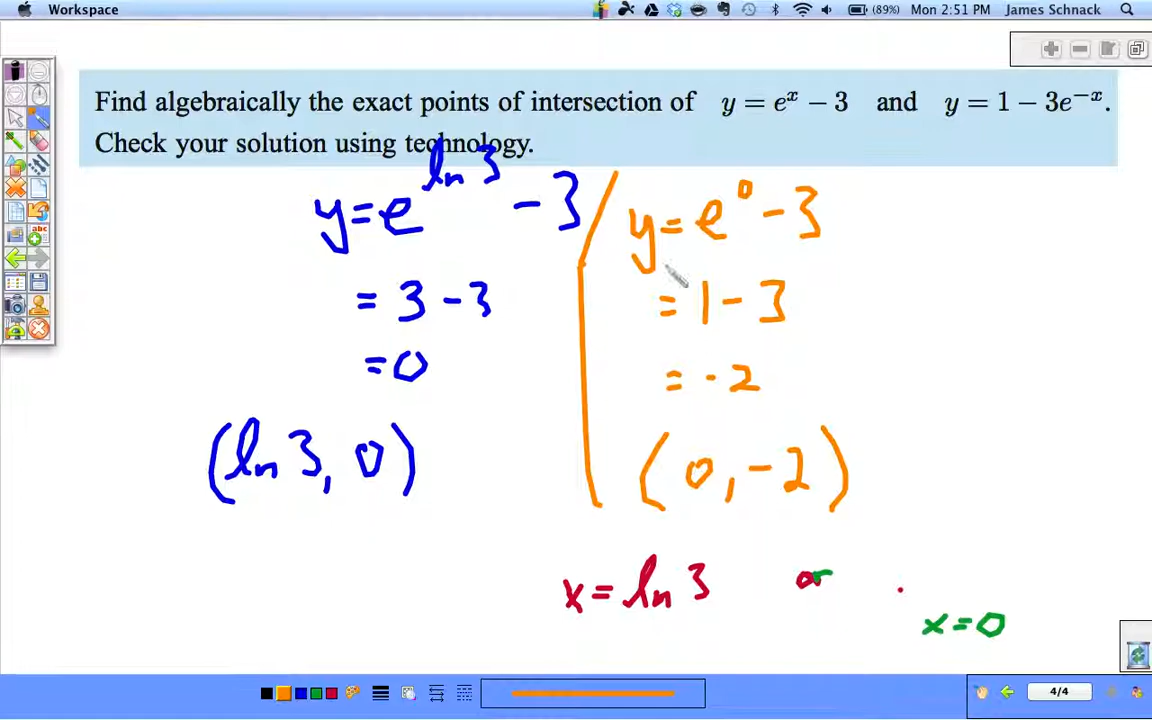 Workspace (89%) Mon 2:51 PM James Schnack
Find algebraically the exact points of intersection of y = e^x − 3 and y = 1 − 3e^{−x}.
Check your solution using technology.
y = e^{ln 3} − 3
= 3 − 3
= 0
(ln 3, 0)
y = e^0 − 3
= 1 − 3
= -2
(0, −2)
x = ln 3 or
x = 0
abc
4/4